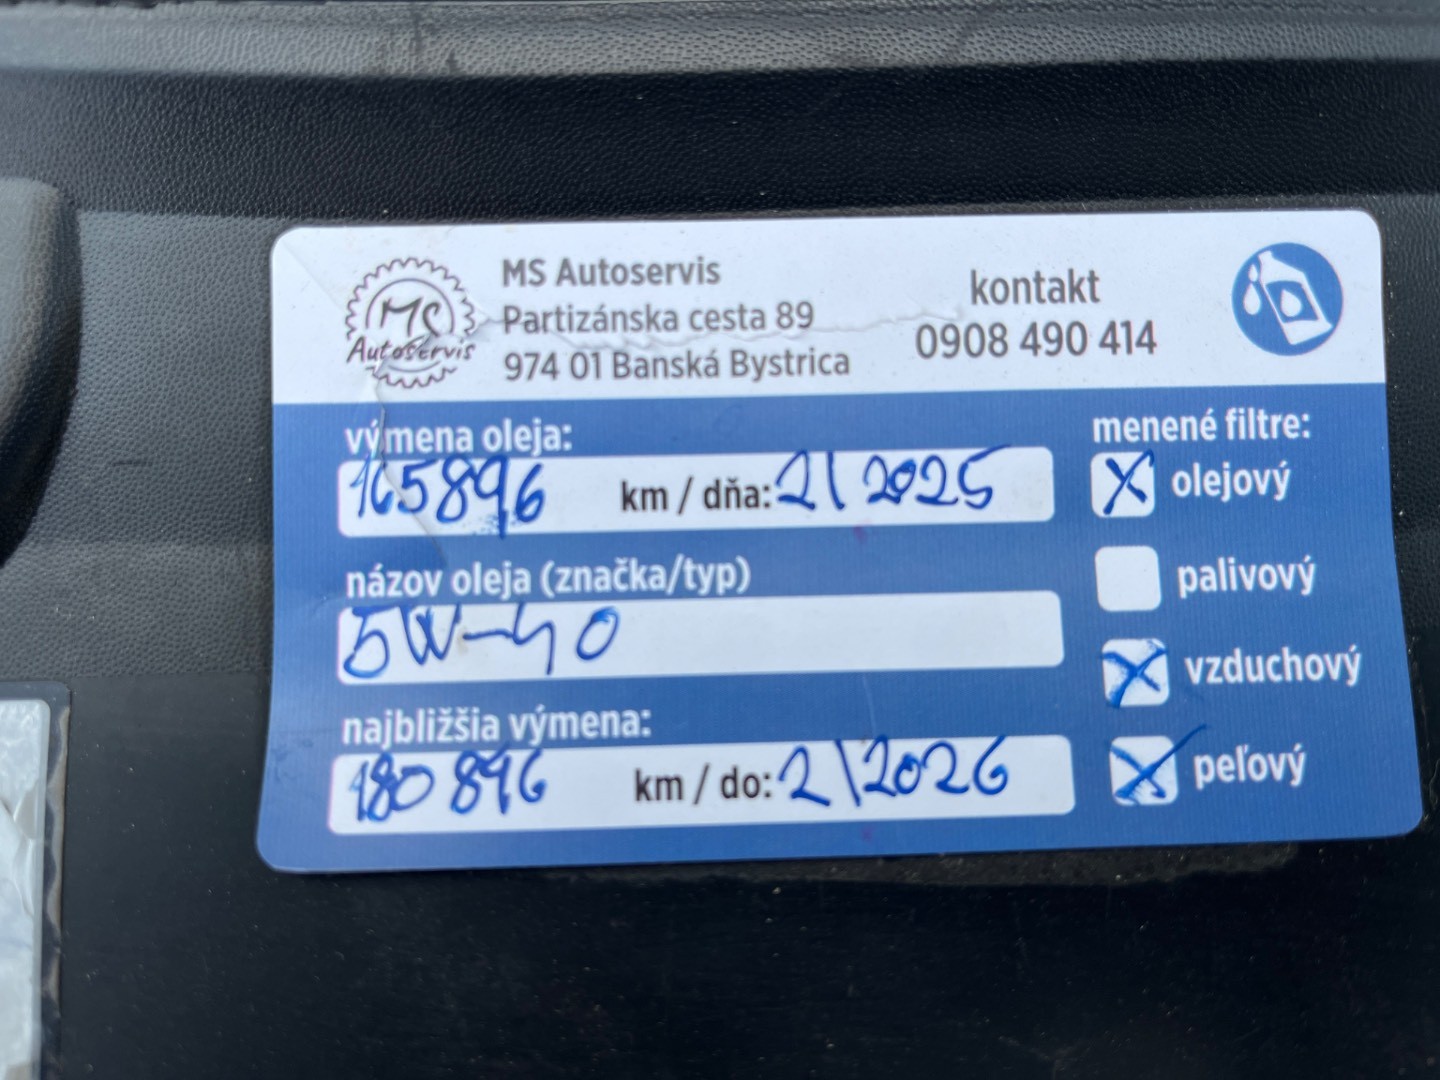 MS
Autoservis
MS Autoservis
Partizánska cesta 89
974 01 Banská Bystrica
kontakt
0908 490 414
výmena oleja:
165896 km / dňa: 2/2025
názov oleja (značka/typ)
5W-40
najbližšia výmena:
180 896 km / do: 2/2026
menené filtre:
X olejový
palivový
X vzduchový
X peľový